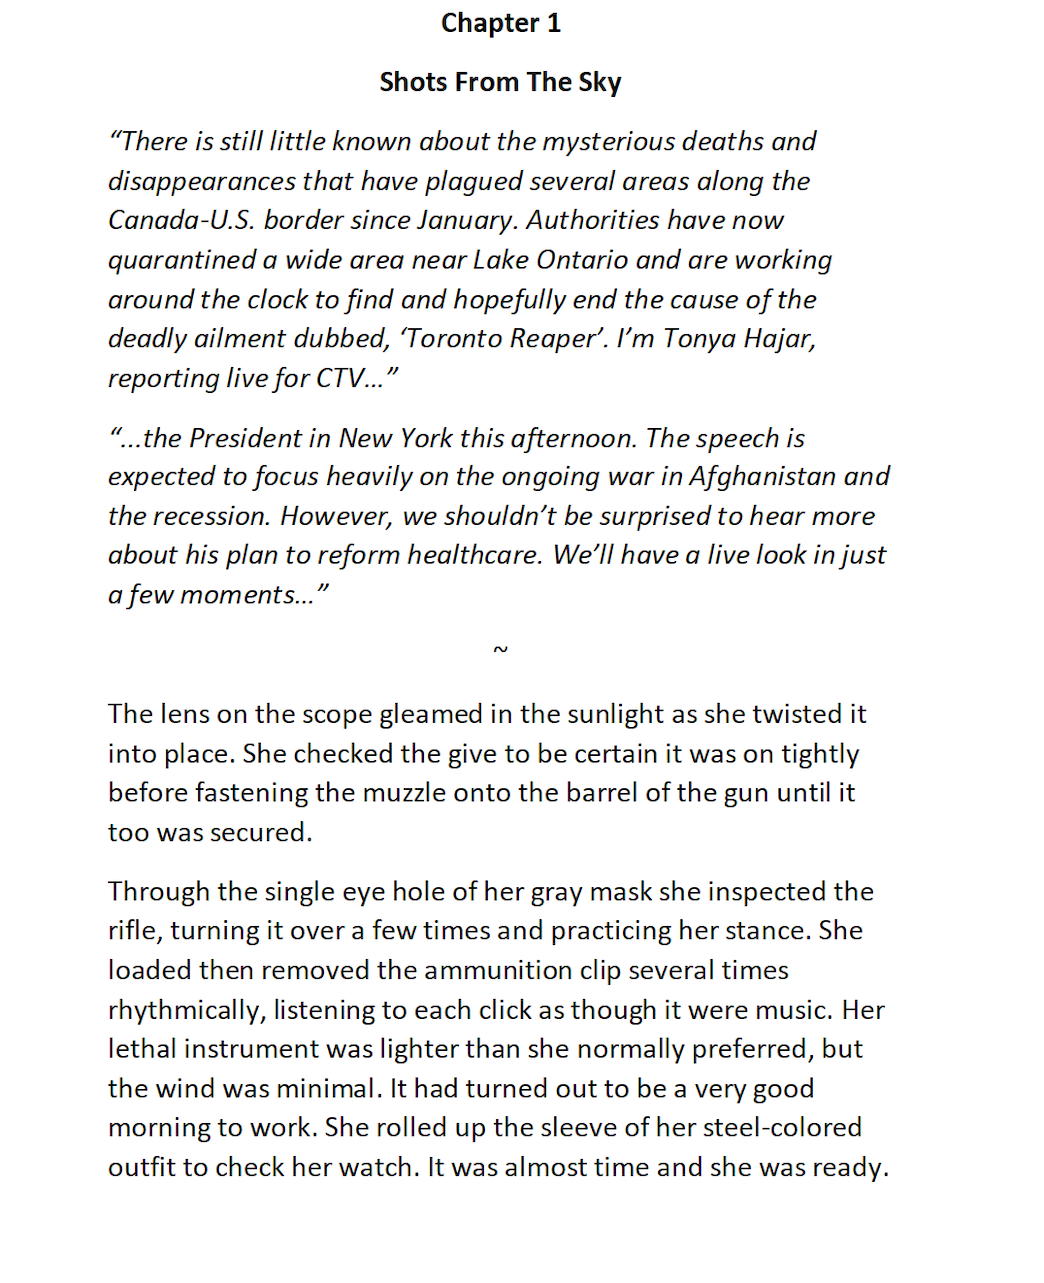 Chapter 1
Shots From The Sky
“There is still little known about the mysterious deaths and
disappearances that have plagued several areas along the
Canada-U.S. border since January. Authorities have now
quarantined a wide area near Lake Ontario and are working
around the clock to find and hopefully end the cause of the
deadly ailment dubbed, ‘Toronto Reaper’. I’m Tonya Hajar,
reporting live for CTV...”
“...the President in New York this afternoon. The speech is
expected to focus heavily on the ongoing war in Afghanistan and
the recession. However, we shouldn’t be surprised to hear more
about his plan to reform healthcare. We’ll have a live look in just
a few moments...”
~
The lens on the scope gleamed in the sunlight as she twisted it
into place. She checked the give to be certain it was on tightly
before fastening the muzzle onto the barrel of the gun until it
too was secured.
Through the single eye hole of her gray mask she inspected the
rifle, turning it over a few times and practicing her stance. She
loaded then removed the ammunition clip several times
rhythmically, listening to each click as though it were music. Her
lethal instrument was lighter than she normally preferred, but
the wind was minimal. It had turned out to be a very good
morning to work. She rolled up the sleeve of her steel-colored
outfit to check her watch. It was almost time and she was ready.